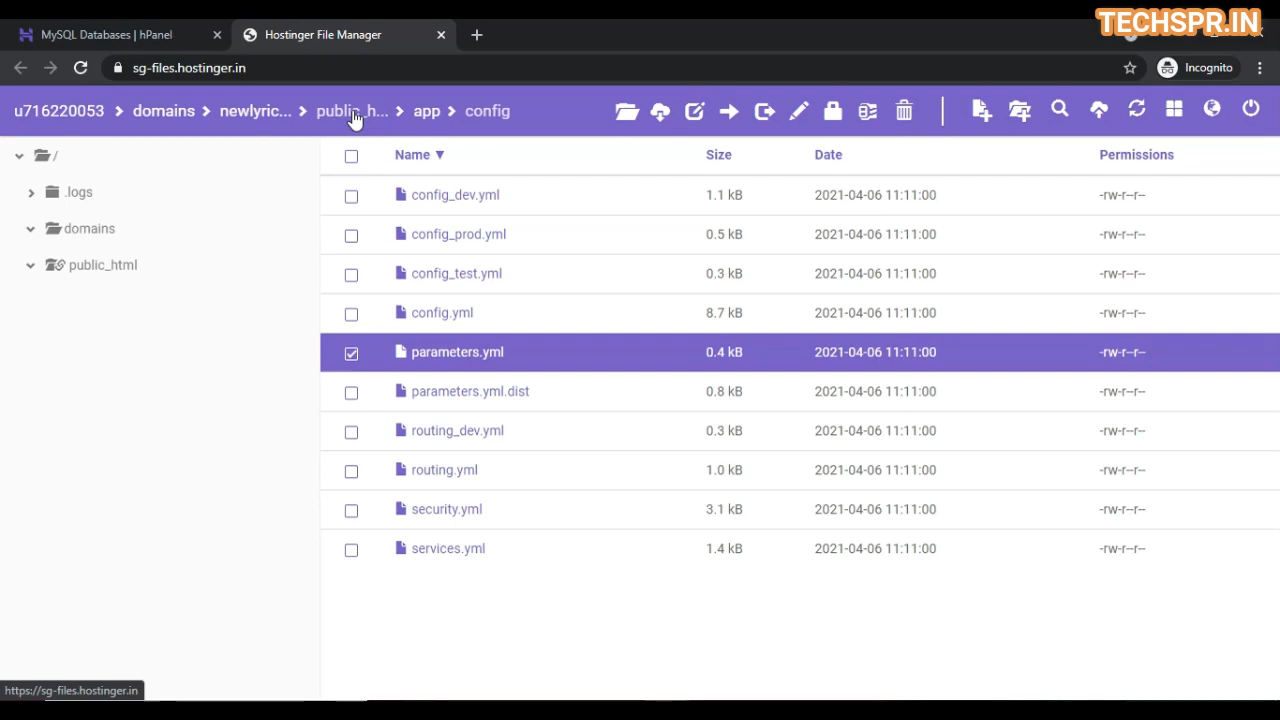 TECHSPR.IN
MySQL Databases | hPanel
Hostinger File Manager
sg-files.hostinger.in
Incognito
u716220053 domains newlyric... public_h... app config
Name ▼ Size Date Permissions
/
.logs
domains
public_html
config_dev.yml 1.1 kB 2021-04-06 11:11:00 -rw-r--r--
config_prod.yml 0.5 kB 2021-04-06 11:11:00 -rw-r--r--
config_test.yml 0.3 kB 2021-04-06 11:11:00 -rw-r--r--
config.yml 8.7 kB 2021-04-06 11:11:00 -rw-r--r--
parameters.yml 0.4 kB 2021-04-06 11:11:00 -rw-r--r--
parameters.yml.dist 0.8 kB 2021-04-06 11:11:00 -rw-r--r--
routing_dev.yml 0.3 kB 2021-04-06 11:11:00 -rw-r--r--
routing.yml 1.0 kB 2021-04-06 11:11:00 -rw-r--r--
security.yml 3.1 kB 2021-04-06 11:11:00 -rw-r--r--
services.yml 1.4 kB 2021-04-06 11:11:00 -rw-r--r--
https://sg-files.hostinger.in